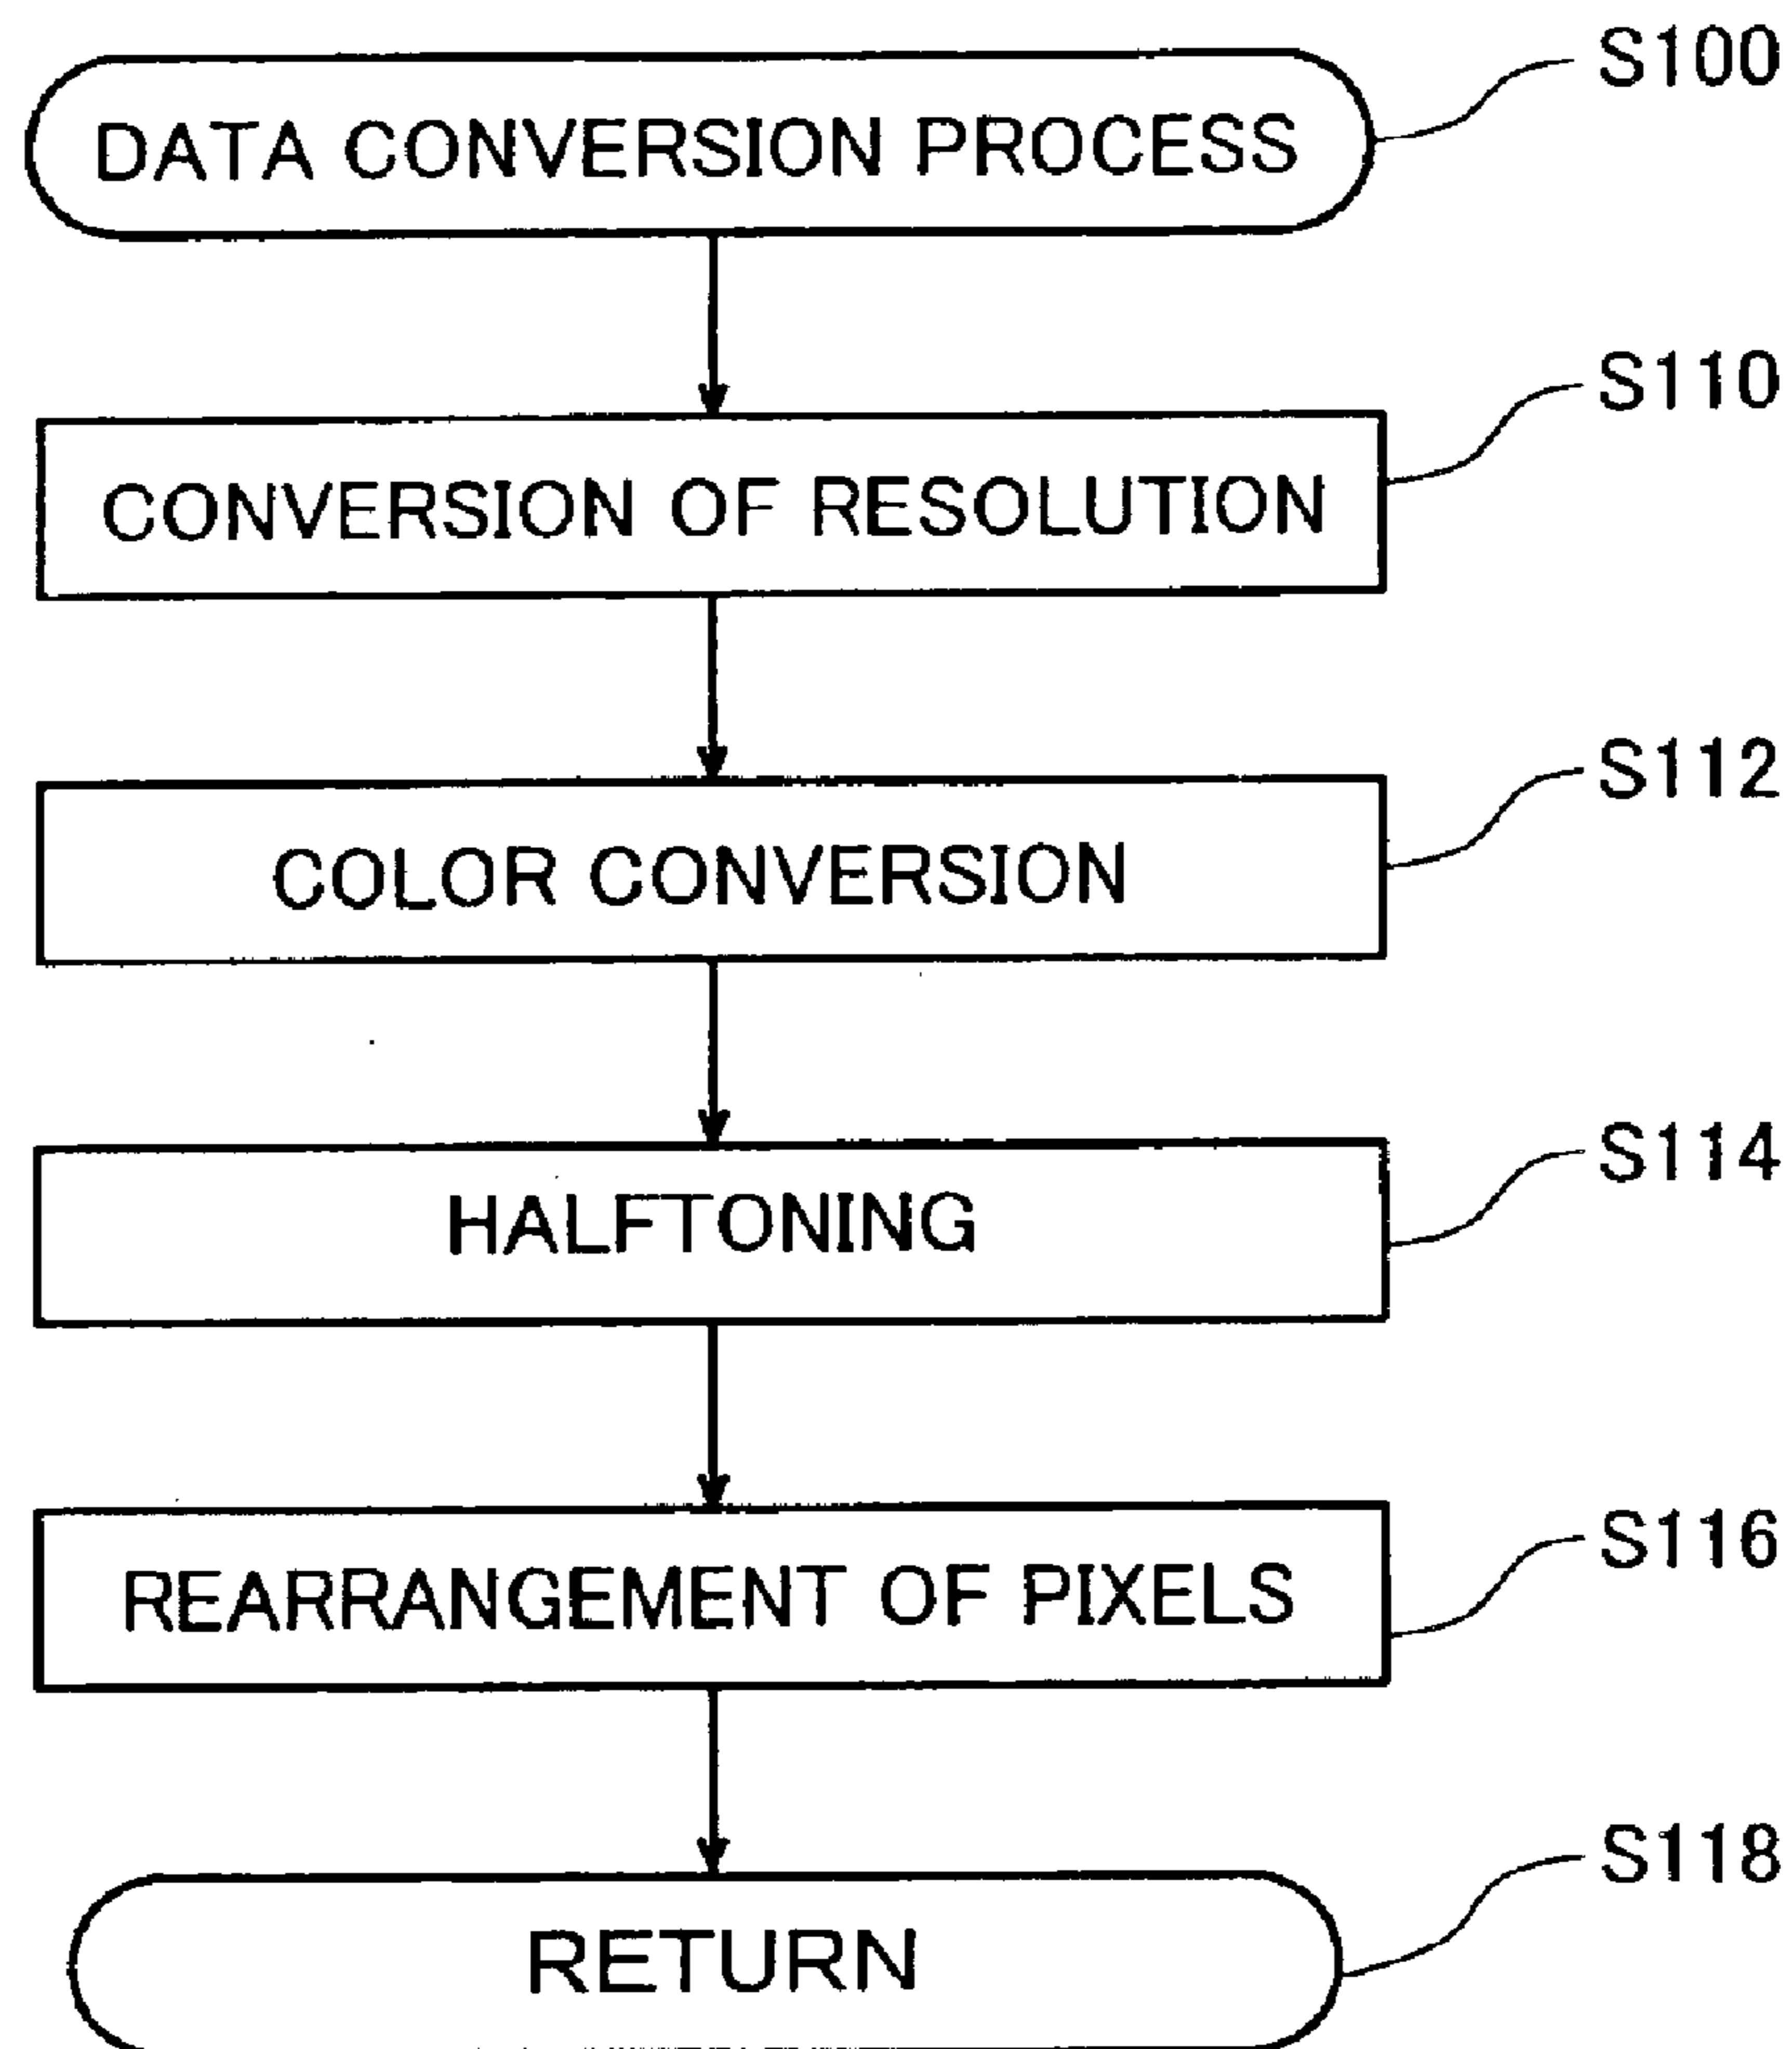 S100
DATA CONVERSION PROCESS
S110
CONVERSION OF RESOLUTION
S112
COLOR CONVERSION
S114
HALFTONING
S116
REARRANGEMENT OF PIXELS
S118
RETURN